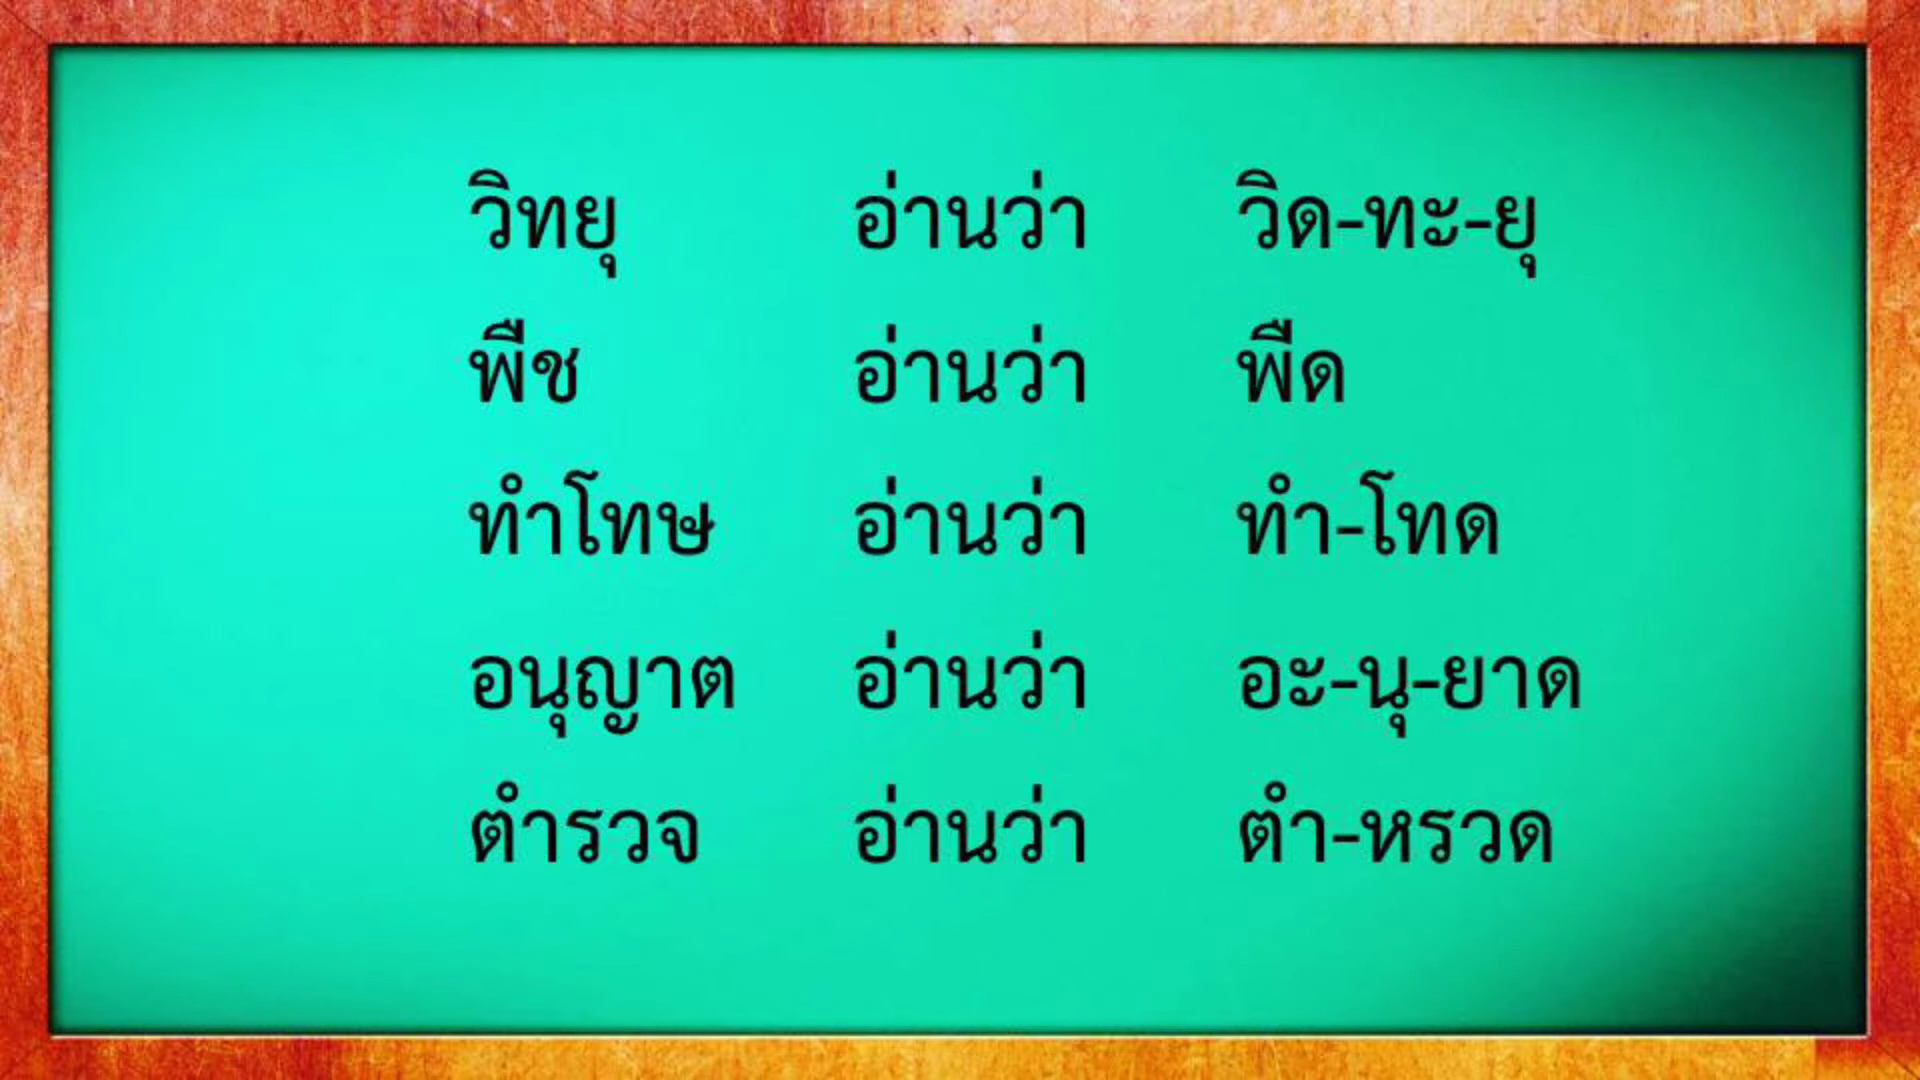 วิทยุ อ่านว่า วิด-ทะ-ยุ
พืช อ่านว่า พืด
ทำโทษ อ่านว่า ทำ-โทด
อนุญาต อ่านว่า อะ-นุ-ยาด
ตำรวจ อ่านว่า ตำ-หรวด